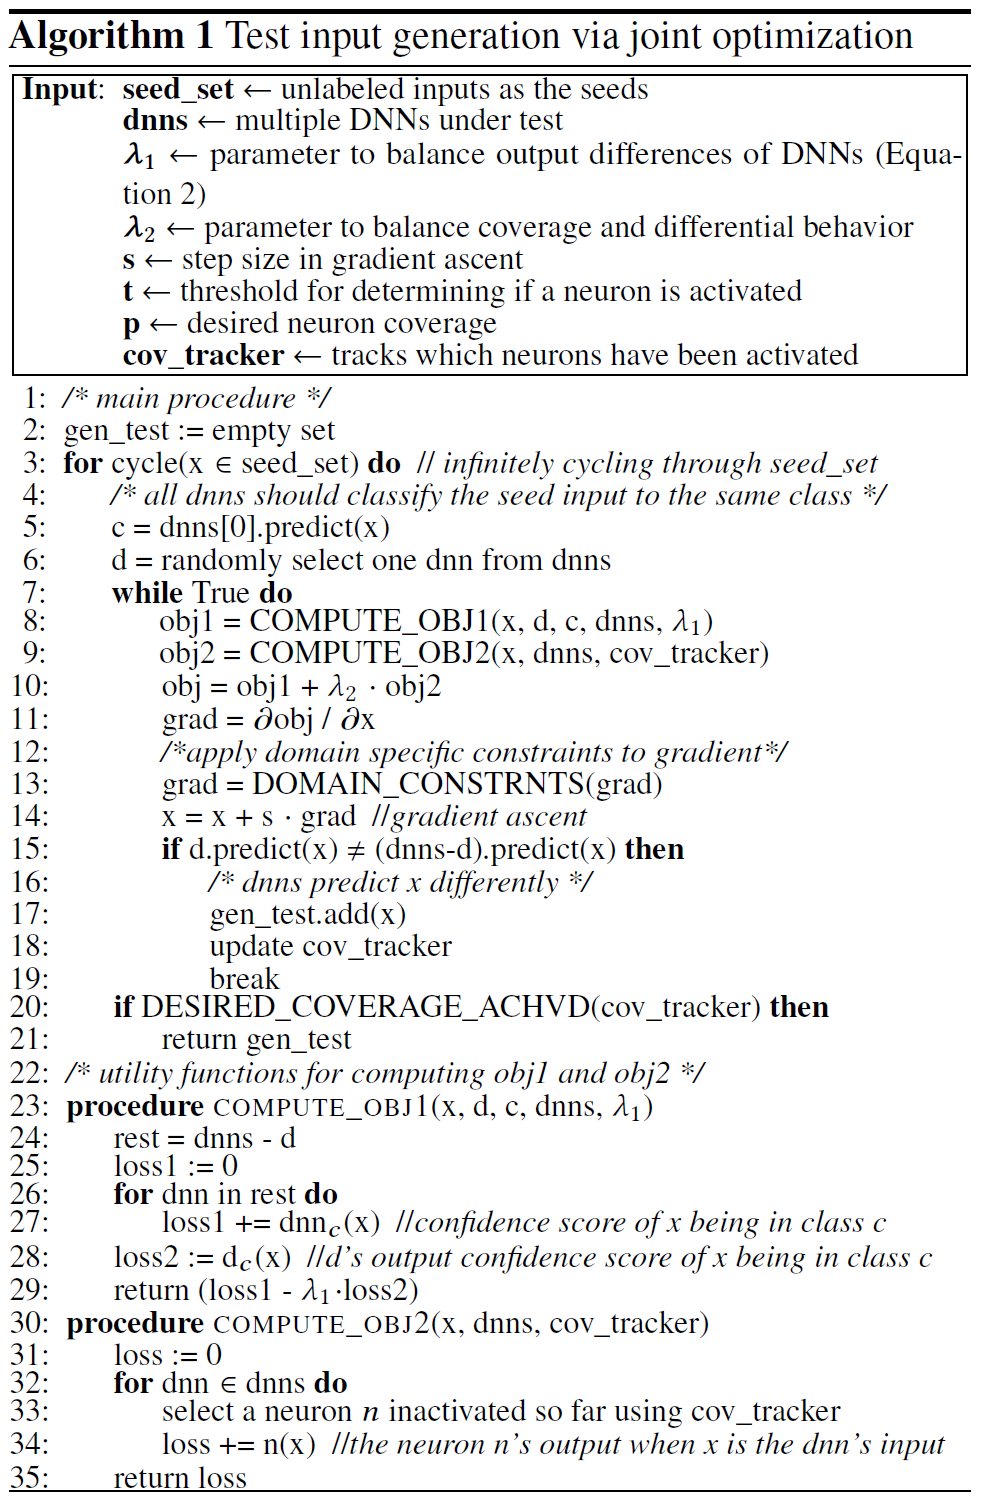 Algorithm 1 Test input generation via joint optimization
Input: seed_set ← unlabeled inputs as the seeds
dnns ← multiple DNNs under test
λ₁ ← parameter to balance output differences of DNNs (Equa-
tion 2)
λ₂ ← parameter to balance coverage and differential behavior
s ← step size in gradient ascent
t ← threshold for determining if a neuron is activated
p ← desired neuron coverage
cov_tracker ← tracks which neurons have been activated
1: /* main procedure */
2: gen_test := empty set
3: for cycle(x ∈ seed_set) do // infinitely cycling through seed_set
4: /* all dnns should classify the seed input to the same class */
5: c = dnns[0].predict(x)
6: d = randomly select one dnn from dnns
7: while True do
8: obj1 = COMPUTE_OBJ1(x, d, c, dnns, λ₁)
9: obj2 = COMPUTE_OBJ2(x, dnns, cov_tracker)
10: obj = obj1 + λ₂ · obj2
11: grad = ∂obj / ∂x
12: /*apply domain specific constraints to gradient*/
13: grad = DOMAIN_CONSTRNTS(grad)
14: x = x + s · grad //gradient ascent
15: if d.predict(x) ≠ (dnns-d).predict(x) then
16: /* dnns predict x differently */
17: gen_test.add(x)
18: update cov_tracker
19: break
20: if DESIRED_COVERAGE_ACHVD(cov_tracker) then
21: return gen_test
22: /* utility functions for computing obj1 and obj2 */
23: procedure COMPUTE_OBJ1(x, d, c, dnns, λ₁)
24: rest = dnns - d
25: loss1 := 0
26: for dnn in rest do
27: loss1 += dnn_c(x) //confidence score of x being in class c
28: loss2 := d_c(x) //d's output confidence score of x being in class c
29: return (loss1 - λ₁·loss2)
30: procedure COMPUTE_OBJ2(x, dnns, cov_tracker)
31: loss := 0
32: for dnn ∈ dnns do
33: select a neuron n inactivated so far using cov_tracker
34: loss += n(x) //the neuron n's output when x is the dnn's input
35: return loss